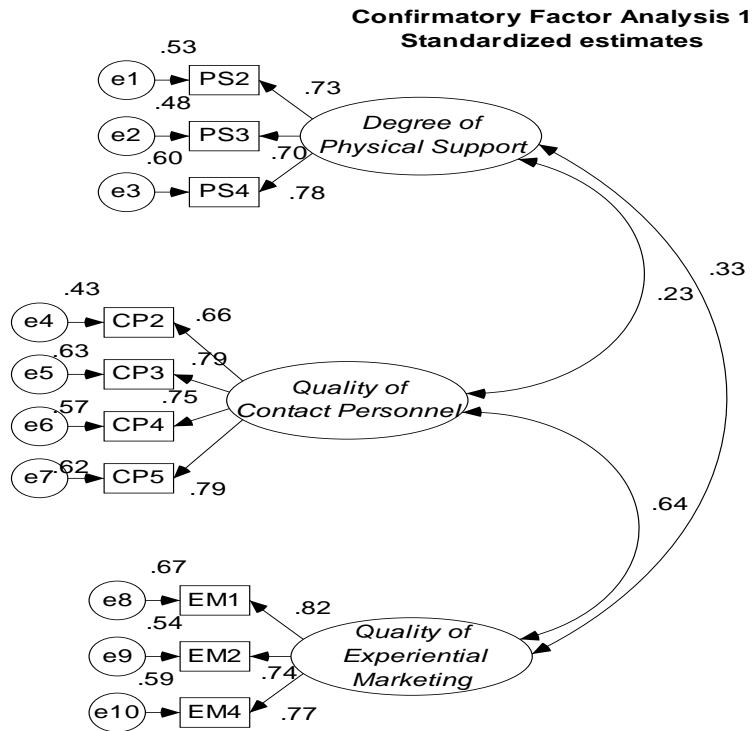 Confirmatory Factor Analysis 1
Standardized estimates
.53
e1 PS2 .73
.48
e2 PS3 .70
.60
e3 PS4 .78
Degree of
Physical Support
.33
.23
.43
e4 CP2 .66
.63
e5 CP3 .79
.57
e6 CP4 .75
.62
e7 CP5 .79
Quality of
Contact Personnel
.64
.67
e8 EM1 .82
.54
e9 EM2 .74
.59
e10 EM4 .77
Quality of
Experiential
Marketing